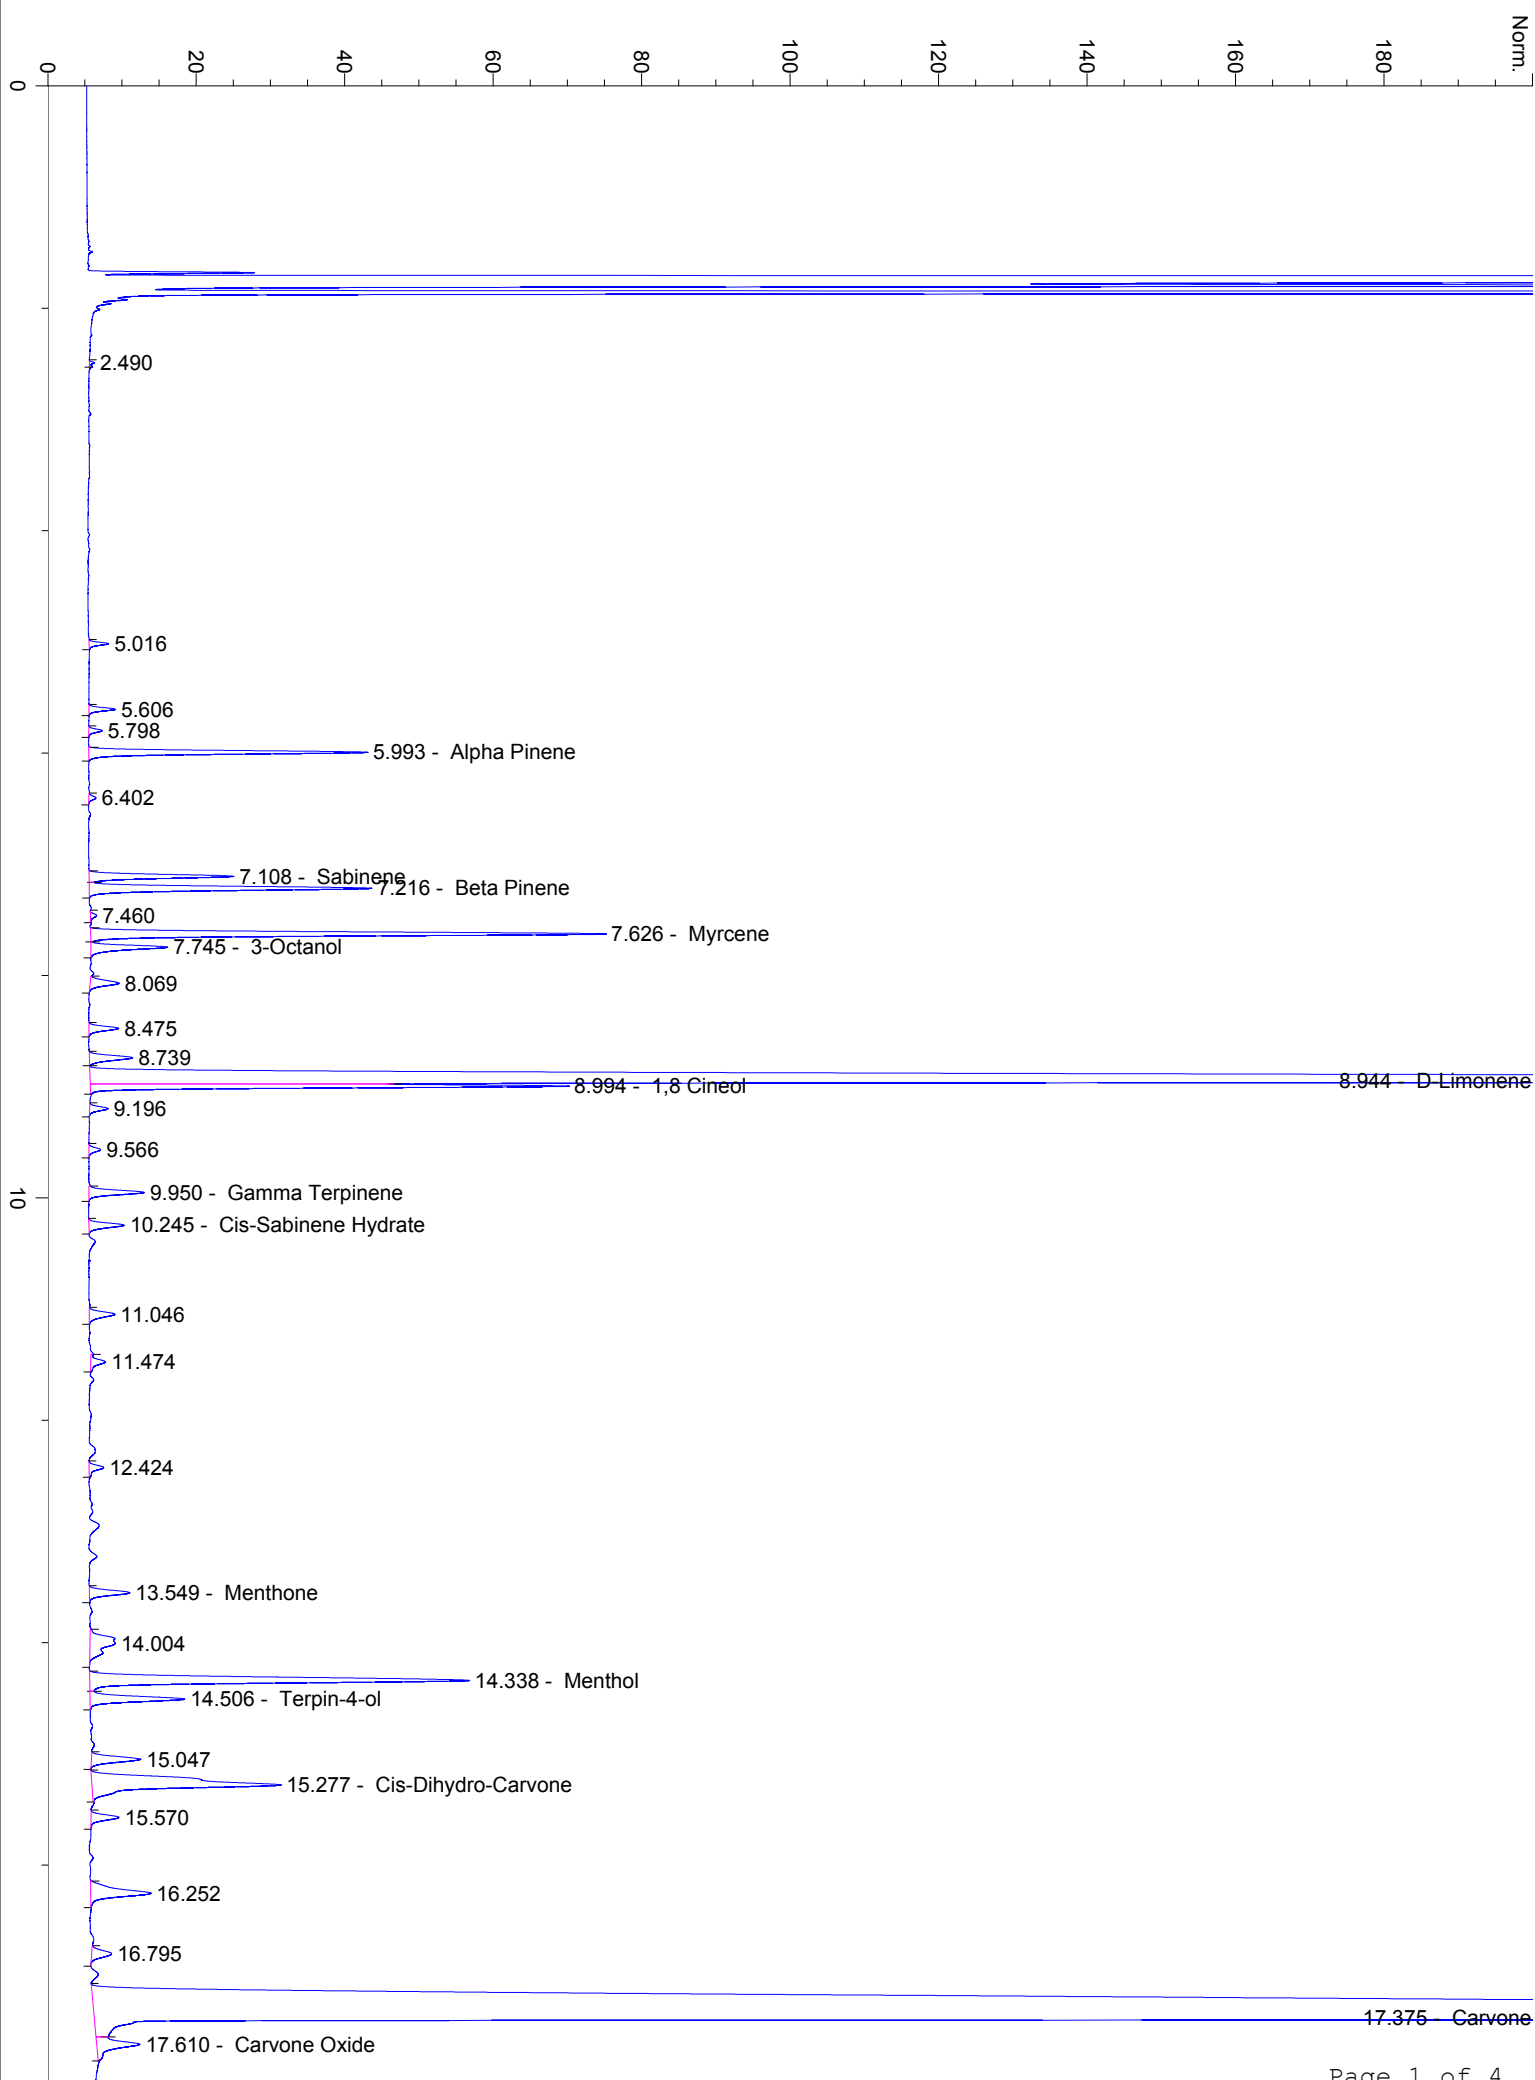 Norm.
0
20
40
60
80
100
120
140
160
180
0
2.490
5.016
5.606
5.798
5.993 - Alpha Pinene
6.402
7.108 - Sabinene
7.216 - Beta Pinene
7.460
7.626 - Myrcene
7.745 - 3-Octanol
8.069
8.475
8.739
8.944 - D-Limonene
8.994 - 1,8 Cineol
9.196
9.566
9.950 - Gamma Terpinene
10
10.245 - Cis-Sabinene Hydrate
11.046
11.474
12.424
13.549 - Menthone
14.004
14.338 - Menthol
14.506 - Terpin-4-ol
15.047
15.277 - Cis-Dihydro-Carvone
15.570
16.252
16.795
17.375 - Carvone
17.610 - Carvone Oxide
Page 1 of 4